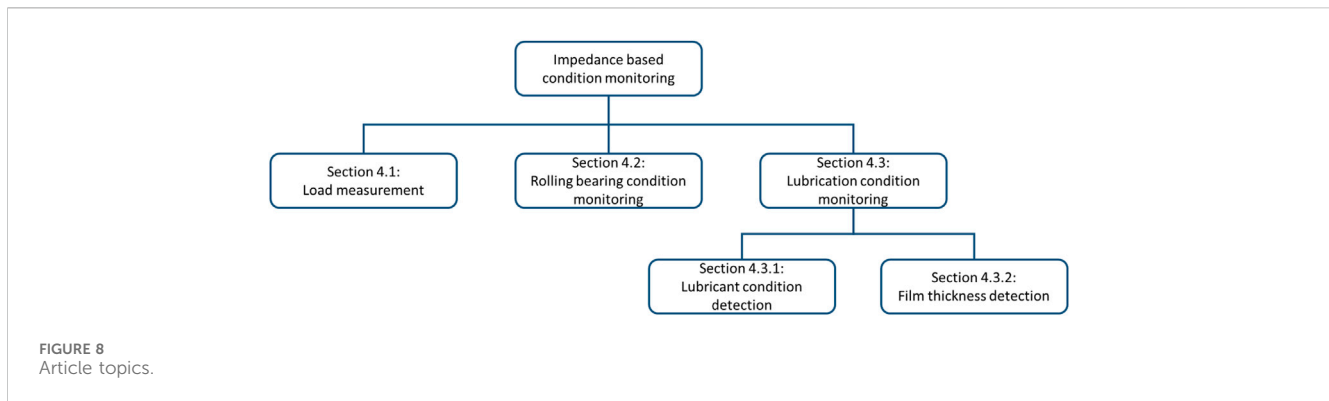 Impedance based
condition monitoring
Section 4.1:
Load measurement
Section 4.2:
Rolling bearing condition
monitoring
Section 4.3:
Lubrication condition
monitoring
Section 4.3.1:
Lubricant condition
detection
Section 4.3.2:
Film thickness detection
FIGURE 8
Article topics.